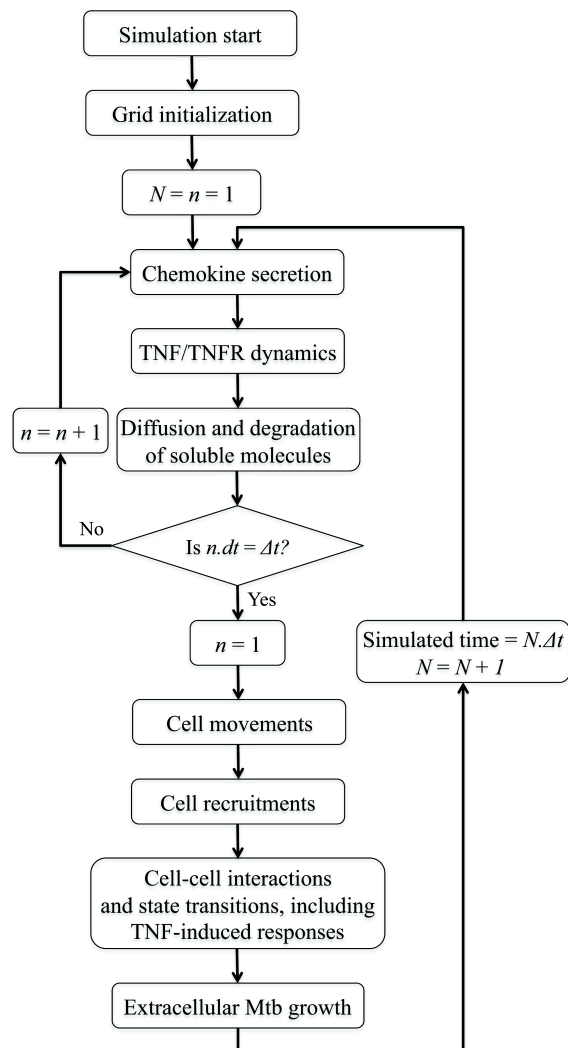 Simulation start
Grid initialization
N = n = 1
Chemokine secretion
TNF/TNFR dynamics
n = n + 1
Diffusion and degradation
of soluble molecules
No
Is n.dt = Δt?
Yes
n = 1
Simulated time = N.Δt
N = N + 1
Cell movements
Cell recruitments
Cell-cell interactions
and state transitions, including
TNF-induced responses
Extracellular Mtb growth